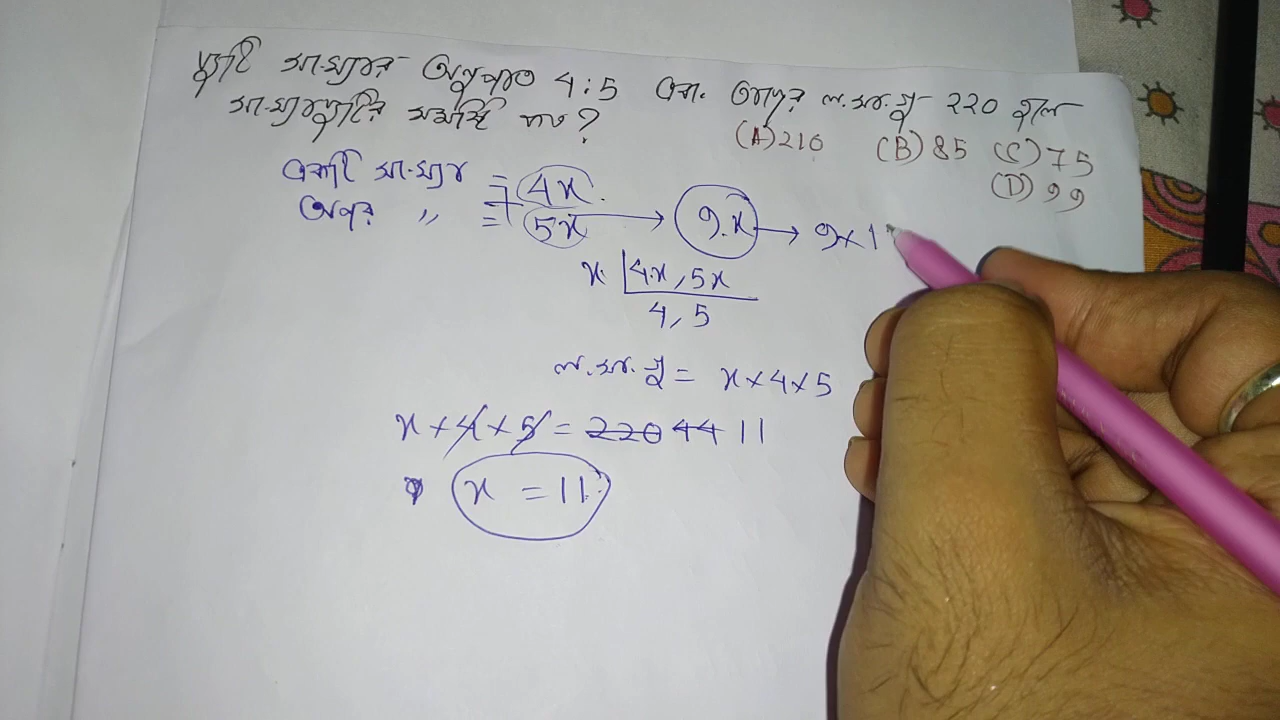 দুটি সংখ্যার অনুপাত 4:5 এবং তাদের ল.সা.গু 220 হলে
সংখ্যাদুটির সমষ্টি কত?
(A) 210 (B) 85 (C) 75
(D) 99
একটি সংখ্যা = 4x
অপর " = 5x → 9x → 9×1
x | 4x, 5x
4, 5
ল.সা.গু = x×4×5
x×4×5 = 220 44 11
x = 11